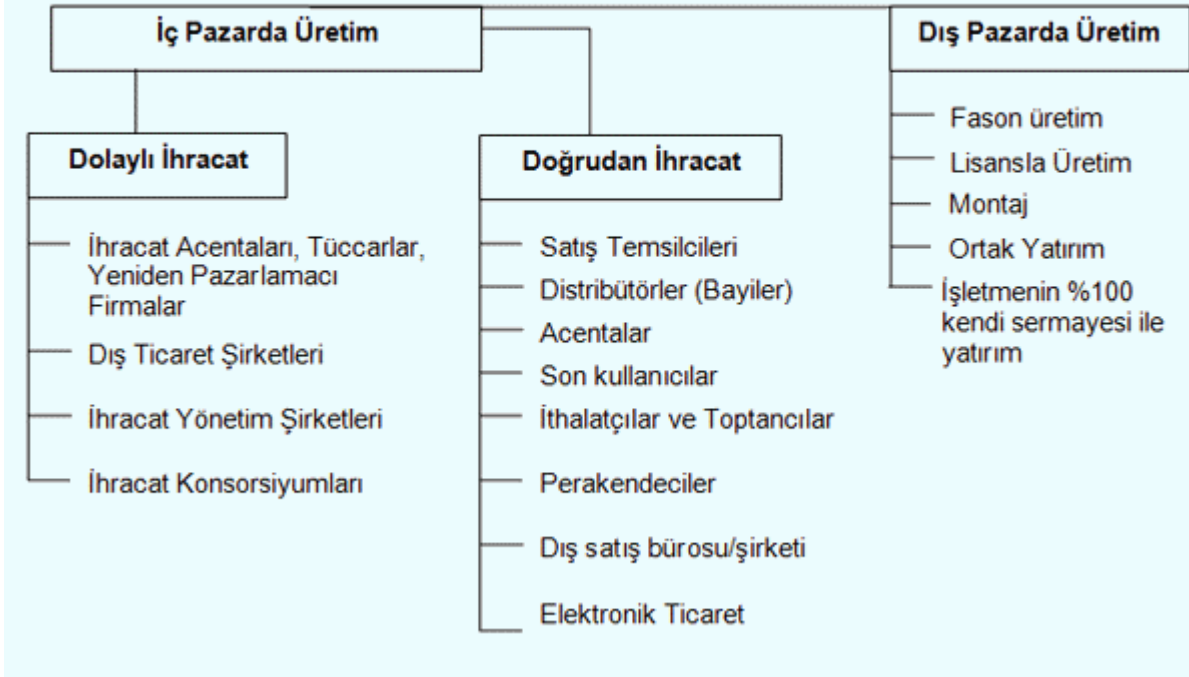 İç Pazarda Üretim
Dış Pazarda Üretim
Dolaylı İhracat
İhracat Acentaları, Tüccarlar,
Yeniden Pazarlamacı
Firmalar
Dış Ticaret Şirketleri
İhracat Yönetim Şirketleri
İhracat Konsorsiyumları
Doğrudan İhracat
Satış Temsilcileri
Distribütörler (Bayiler)
Acentalar
Son kullanıcılar
İthalatçılar ve Toptancılar
Perakendeciler
Dış satış bürosu/şirketi
Elektronik Ticaret
Fason üretim
Lisansla Üretim
Montaj
Ortak Yatırım
İşletmenin %100
kendi sermayesi ile
yatırım